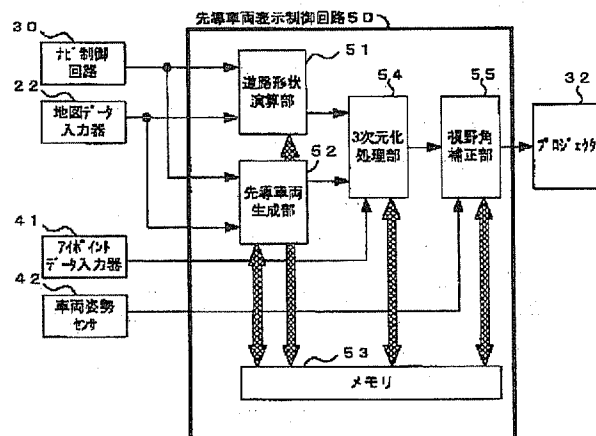 先導車両表示制御回路50
30
ﾅﾋﾞ制御
回路
22
地図データ
入力器
51
道路形状
演算部
52
先導車両
生成部
54
3次元化
処理部
55
視野角
補正部
32
ﾌﾟﾛｼﾞｪｸﾀ
41
ｱｲﾎﾟｲﾝﾄ
データ入力器
42
車両姿勢
ｾﾝｻ
53
メモリ